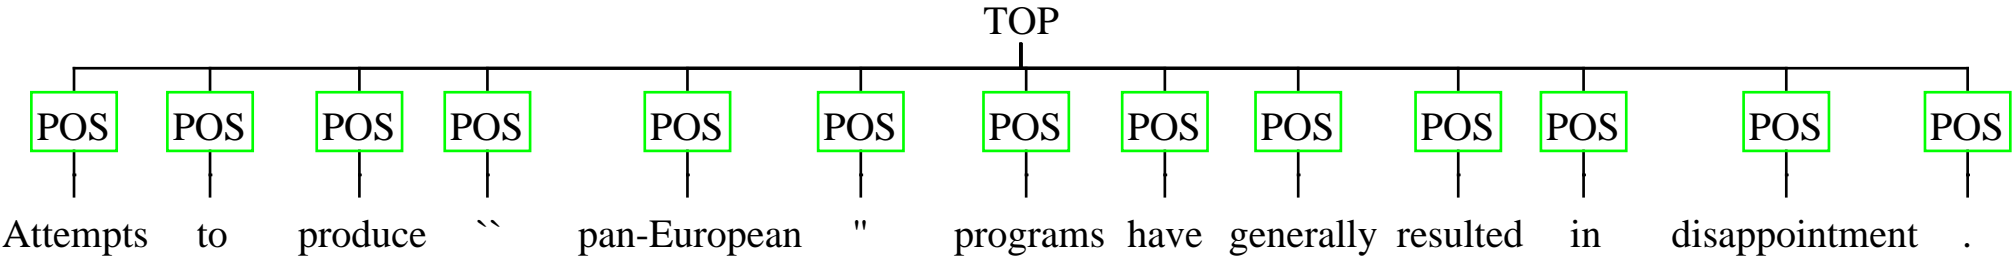 TOP
POS POS POS POS POS POS POS POS POS POS POS POS POS
Attempts to produce `` pan-European " programs have generally resulted in disappointment .